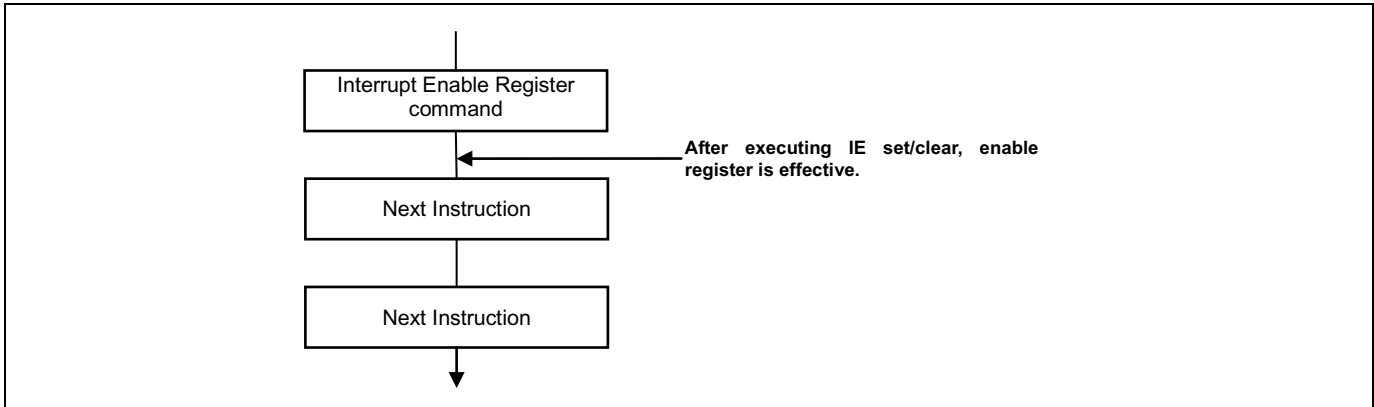 Interrupt Enable Register
command
After executing IE set/clear, enable
register is effective.
Next Instruction
Next Instruction